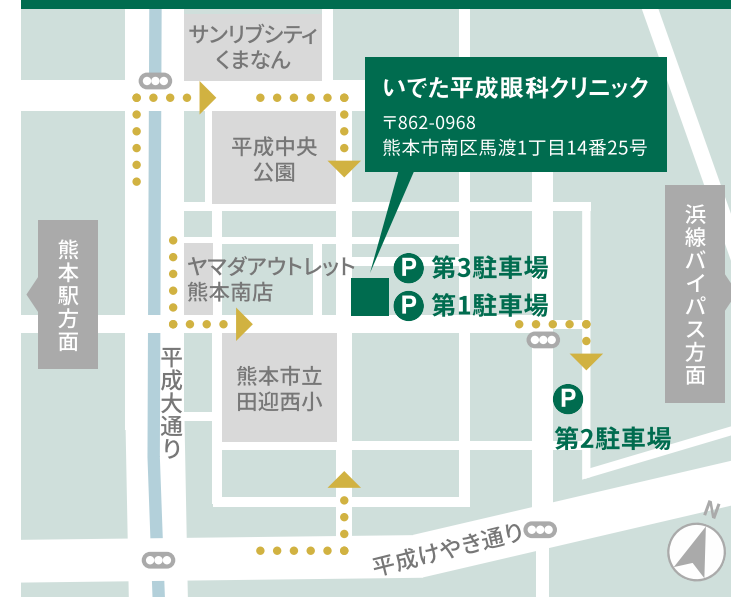 サンリブシティ
くまなん
いでた平成眼科クリニック
〒862-0968
熊本市南区馬渡1丁目14番25号
平成中央
公園
浜線バイパス方面
熊本駅方面
ヤマダアウトレット
熊本南店
P 第3駐車場
P 第1駐車場
平成大通り
熊本市立
田迎西小
P
第2駐車場
平成けやき通り
N